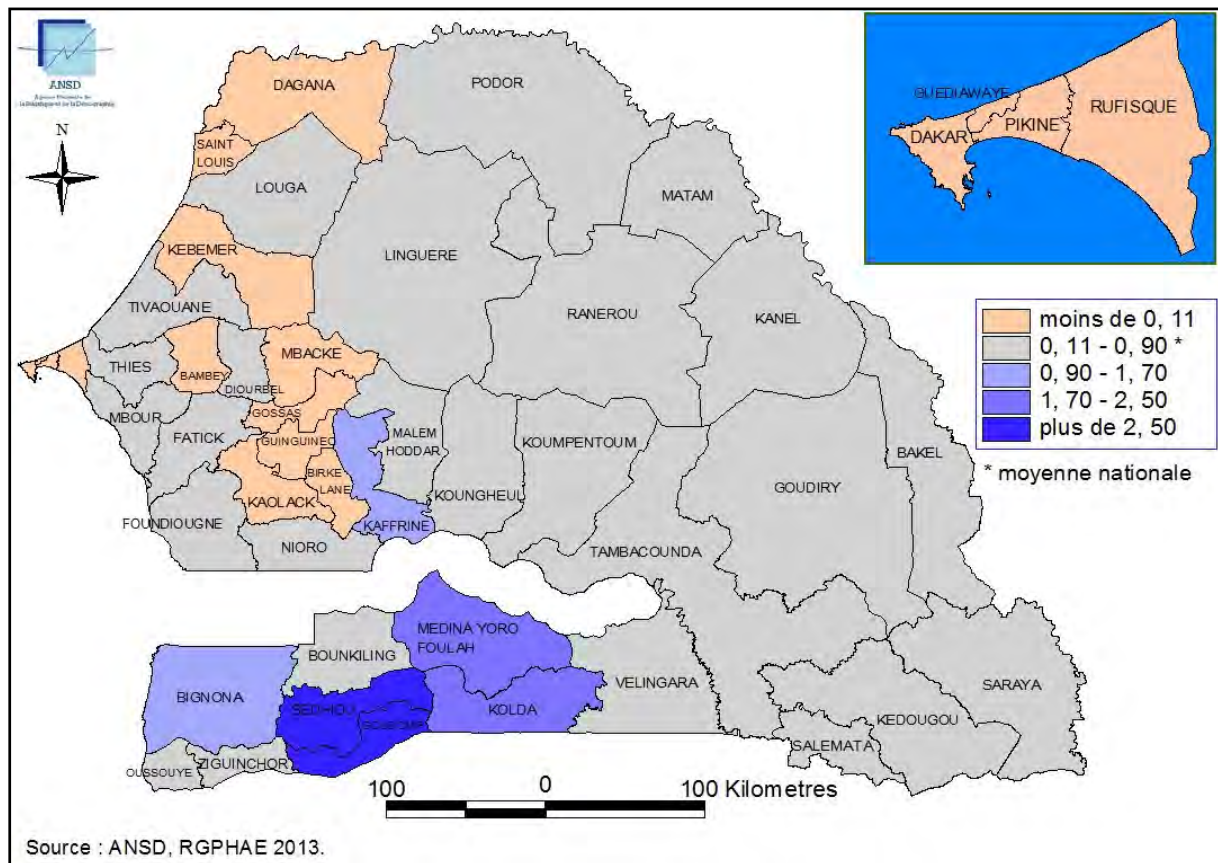 ANSD
N
DAGANA
PODOR
SAINT
LOUIS
LOUGA
MATAM
KEBEMER
LINGUERE
TIVAOUANE
RANEROU
KANEL
THIES
BAMBEY
DIOURBEL
MBACKE
MBOUR
GOSSAS
FATICK
GUINGUINEO
MALEM
HODDAR
KOUMPENTOUM
BAKEL
BIRKE
LANE
KAOLACK
KOUNGHEUL
GOUDIRY
FOUNDIOUGNE
KAFFRINE
NIORO
TAMBACOUNDA
MEDINA YORO
FOULAH
BOUNKILING
VELINGARA
SARAYA
BIGNONA
SEDHIOU
KOLDA
KEDOUGOU
SALEMATA
OUSSOUYE
ZIGUINCHOR
GUEDIAWAYE
RUFISQUE
DAKAR
PIKINE
moins de 0, 11
0, 11 - 0, 90 *
0, 90 - 1, 70
1, 70 - 2, 50
plus de 2, 50
* moyenne nationale
100 0 100 Kilometres
Source : ANSD, RGPHAE 2013.